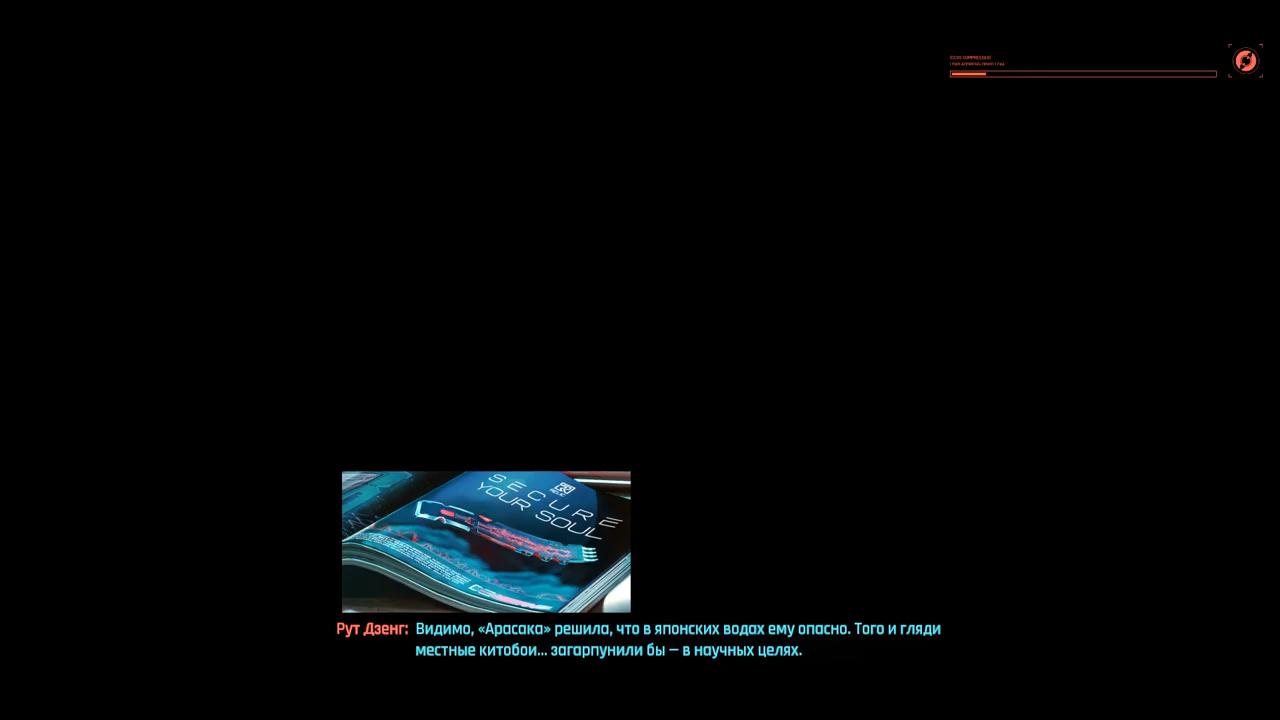 SECURE
YOUR SOUL
Рут Дзенг: Видимо, «Арасака» решила, что в японских водах ему опасно. Того и гляди
местные китобои... загарпунили бы – в научных целях.